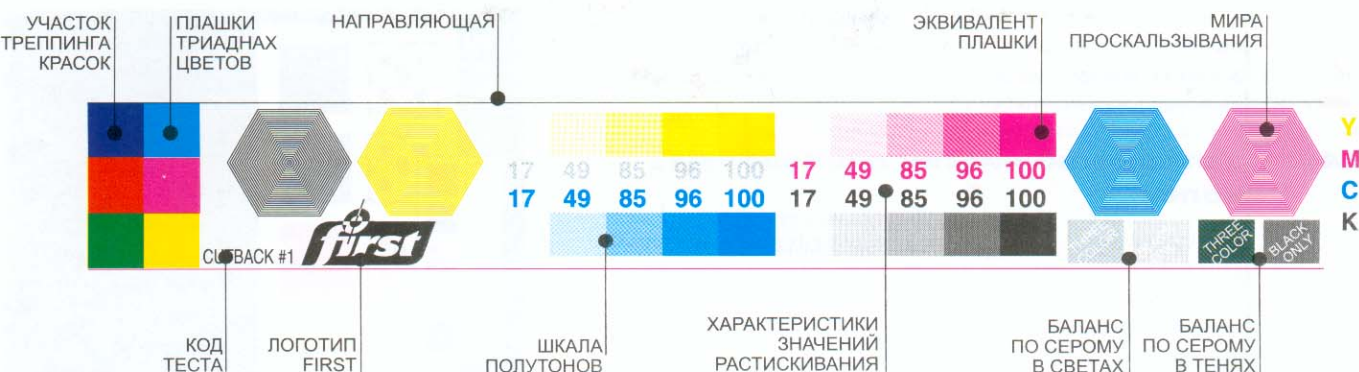 УЧАСТОК
ТРЕППИНГА
КРАСОК
ПЛАШКИ
ТРИАДНАХ
ЦВЕТОВ
НАПРАВЛЯЮЩАЯ
ЭКВИВАЛЕНТ
ПЛАШКИ
МИРА
ПРОСКАЛЬЗЫВАНИЯ
17 49 85 96 100 17 49 85 96 100
17 49 85 96 100 17 49 85 96 100
Y
M
C
K
CUTBACK #1
first
THREE
COLOR
THREE
COLOR
BLACK
ONLY
КОД
ТЕСТА
ЛОГОТИП
FIRST
ШКАЛА
ПОЛУТОНОВ
ХАРАКТЕРИСТИКИ
ЗНАЧЕНИЙ
РАСТИСКИВАНИЯ
БАЛАНС
ПО СЕРОМУ
В СВЕТАХ
БАЛАНС
ПО СЕРОМУ
В ТЕНЯХ